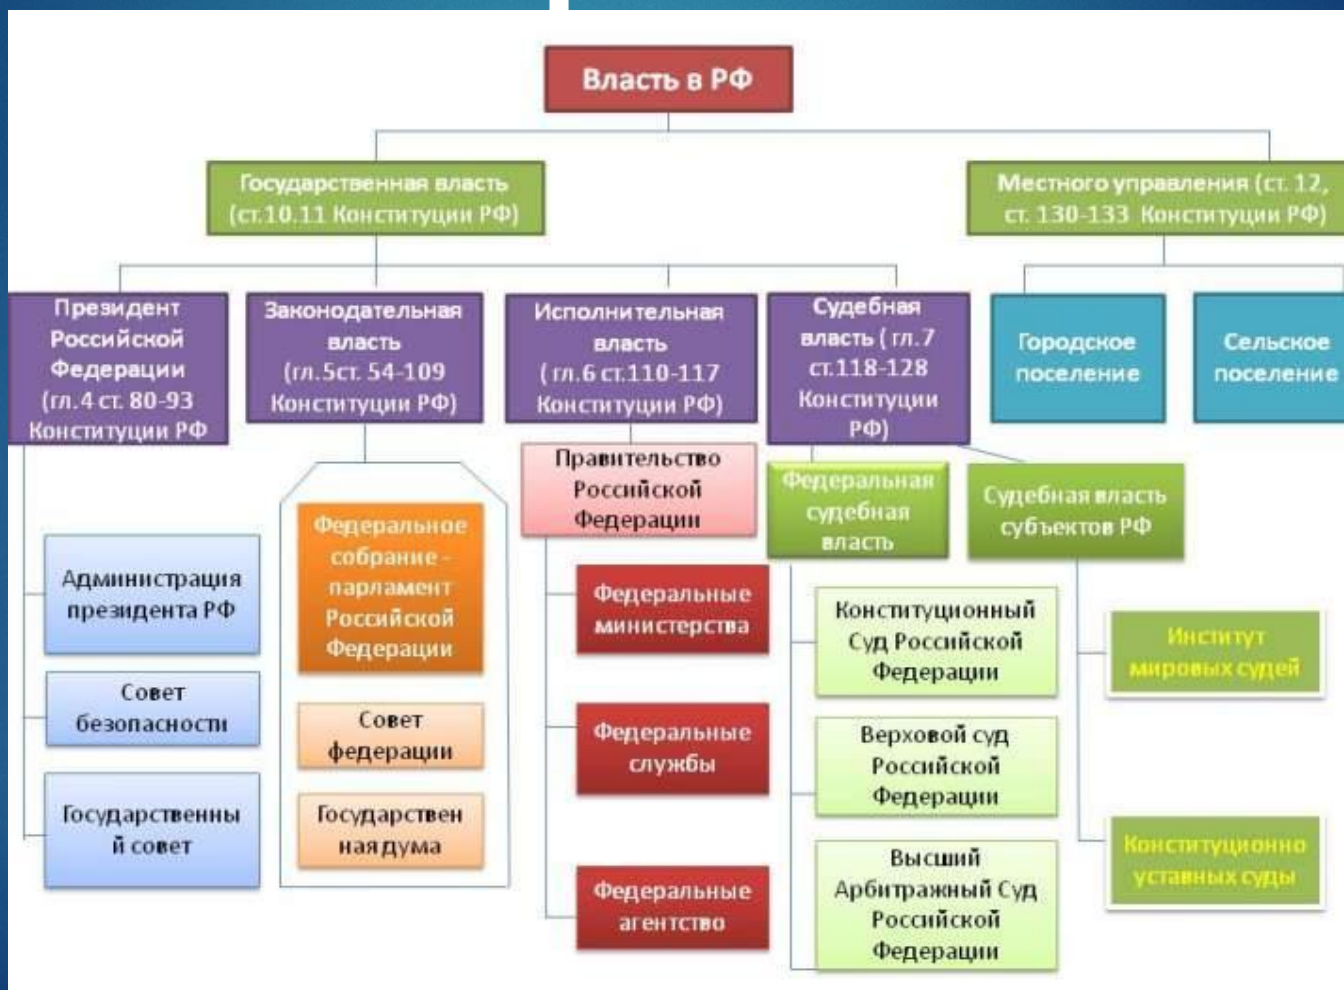 Власть в РФ
Государственная власть
(ст.10.11 Конституции РФ)
Местного управления (ст. 12,
ст. 130-133 Конституции РФ)
Президент
Российской
Федерации
(гл.4 ст. 80-93
Конституции РФ
Законодательная
власть
(гл.5ст. 54-109
Конституции РФ)
Исполнительная
власть
( гл.6 ст.110-117
Конституции РФ)
Судебная
власть ( гл.7
ст.118-128
Конституции
РФ)
Городское
поселение
Сельское
поселение
Администрация
президента РФ
Совет
безопасности
Государственны
й совет
Федеральное
собрание -
парламент
Российской
Федерации
Совет
федерации
Государствен
ная дума
Правительство
Российской
Федерации
Федеральные
министерства
Федеральные
службы
Федеральные
агентство
Федеральная
судебная
власть
Конституционный
Суд Российской
Федерации
Верховой суд
Российской
Федерации
Высший
Арбитражный Суд
Российской
Федерации
Судебная власть
субъектов РФ
Институт
мировых судей
Конституционно
уставных суды